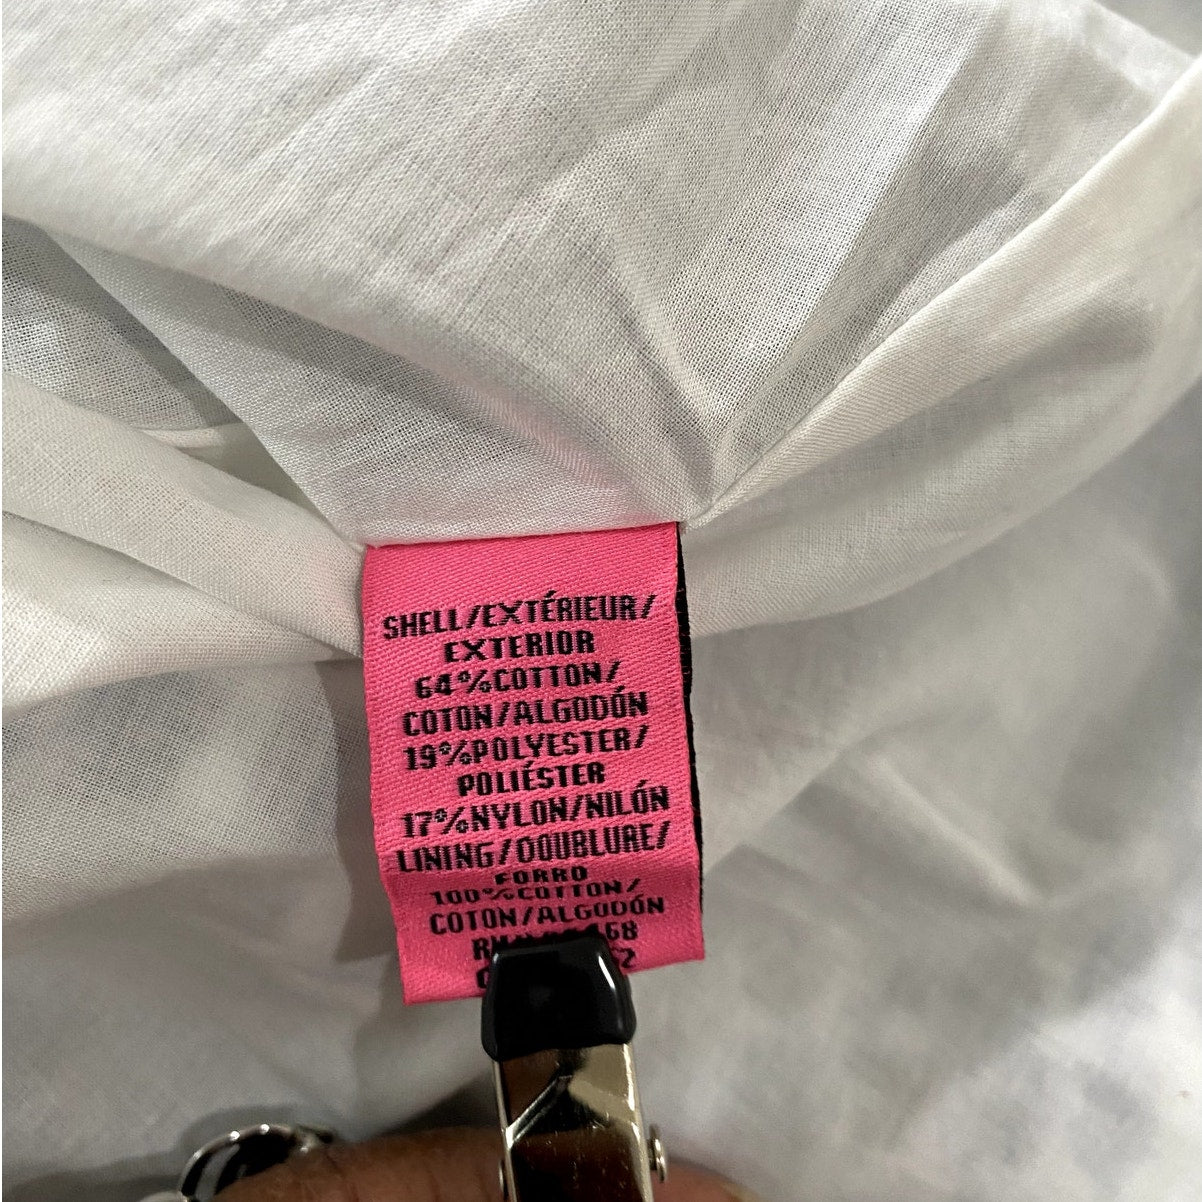 SHELL/EXTÉRIEUR/
EXTERIOR
64%COTTON/
COTON/ALGODÓN
19%POLYESTER/
POLIÉSTER
17%NYLON/NILÓN
LINING/DOUBLURE/
FORRO
100%COTTON/
COTON/ALGODÓN